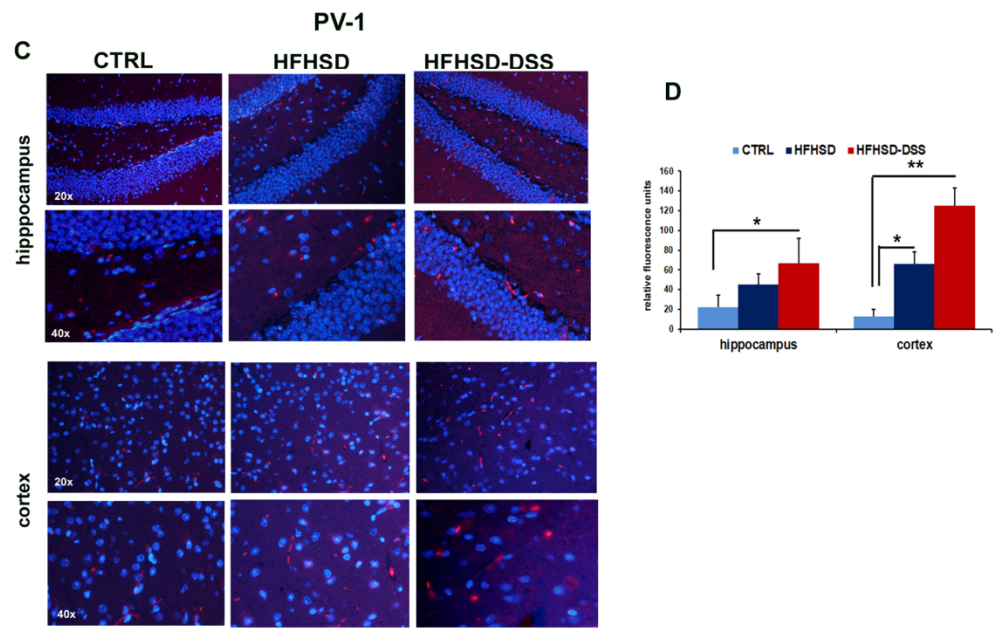 PV-1
C
CTRL HFHSD HFHSD-DSS
hipppocampus
20x
40x
cortex
20x
40x
D
CTRL HFHSD HFHSD-DSS
relative fluorescence units
160
140
120
100
80
60
40
20
0
*
*
**
hippocampus cortex